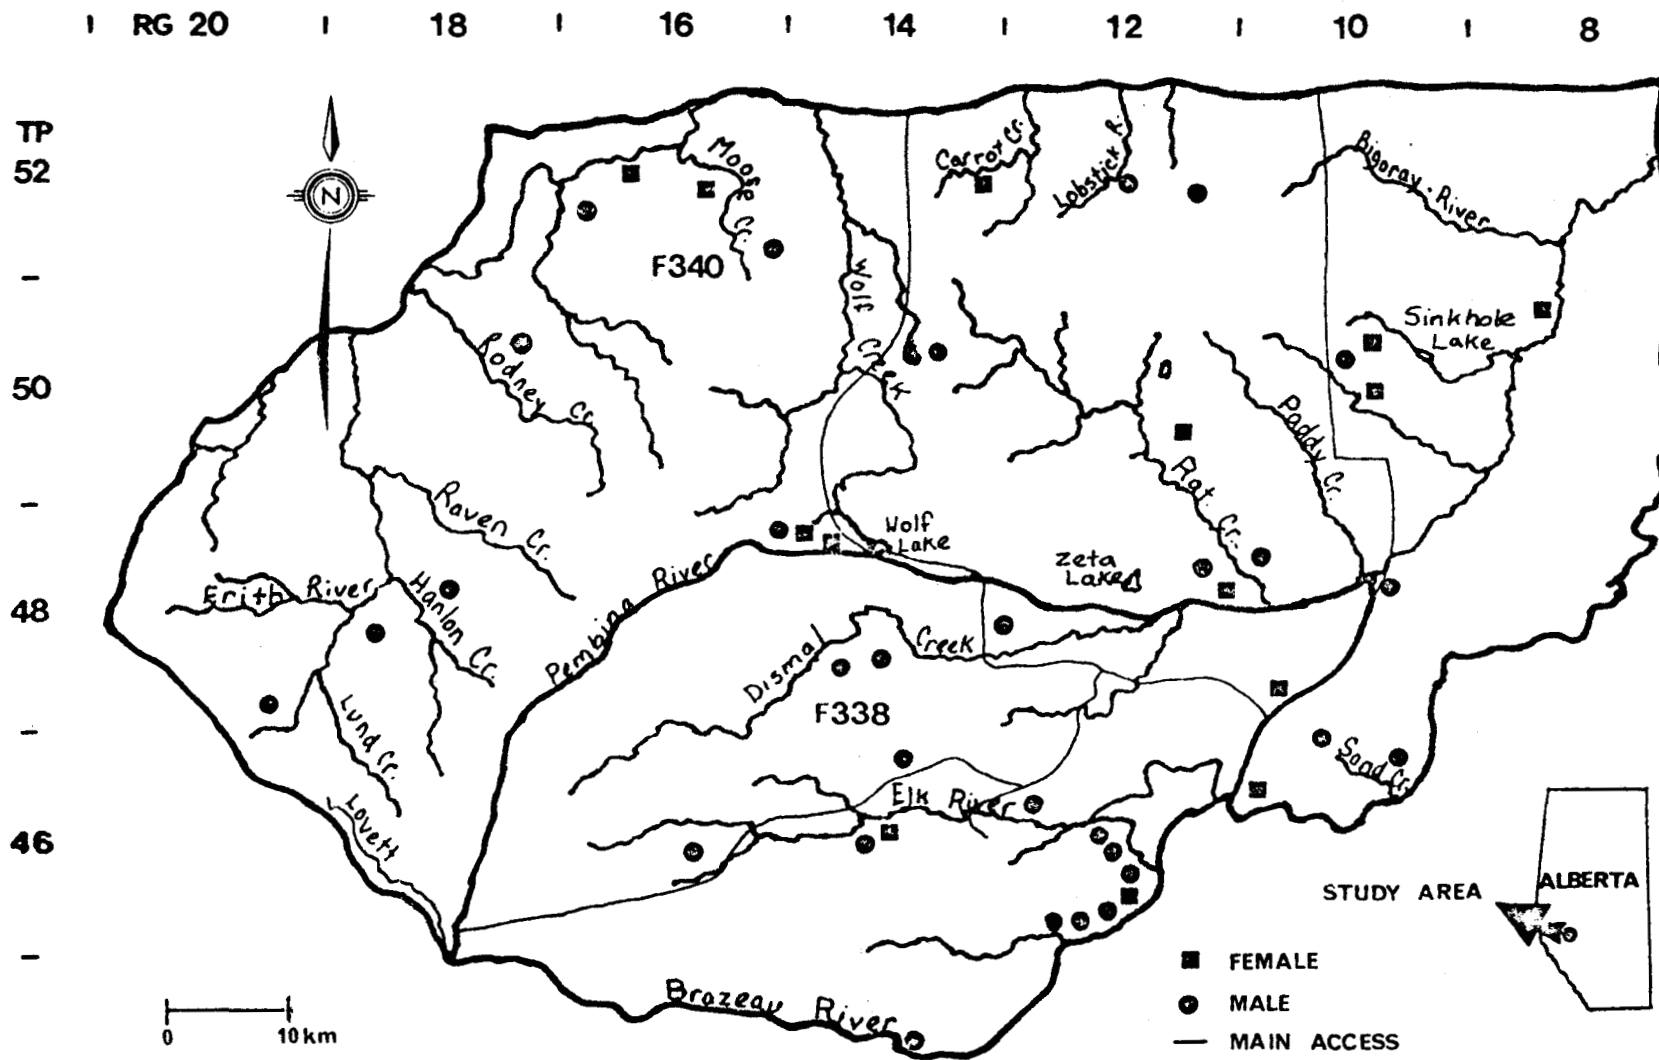 RG 20 18 16 14 12 10 8
TP
52
50
48
46
N
Moose Cr.
F340
Carrot Cr.
Lobstick R.
Bigoray River
Wolf Creek
Sinkhole
Lake
Rodney Cr.
Paddy Cr.
Rat Cr.
Raven Cr.
Wolf
Lake
Zeta
Lake
Erith River
Hanlon Cr.
Pembina River
Dismal Creek
F338
Lund Cr.
Lovett
Elk River
Brazeau River
STUDY AREA
ALBERTA
FEMALE
MALE
MAIN ACCESS
0 10 km